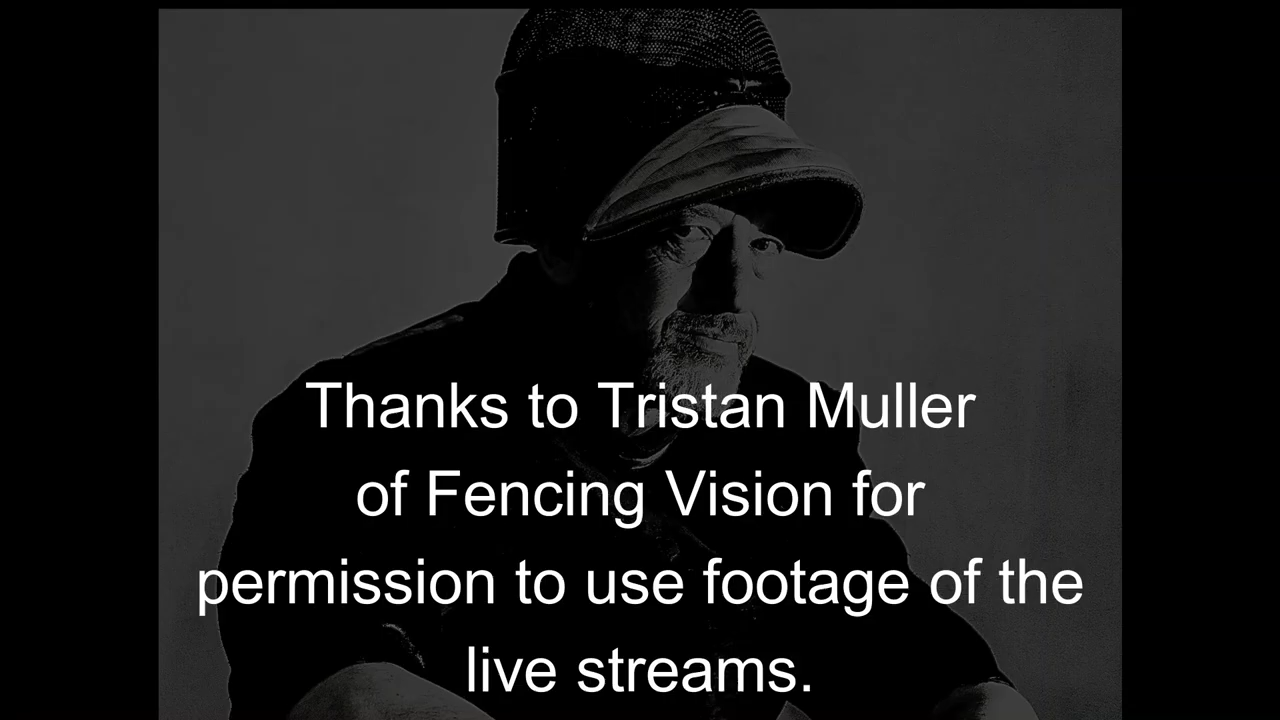 Thanks to Tristan Muller
of Fencing Vision for
permission to use footage of the
live streams.